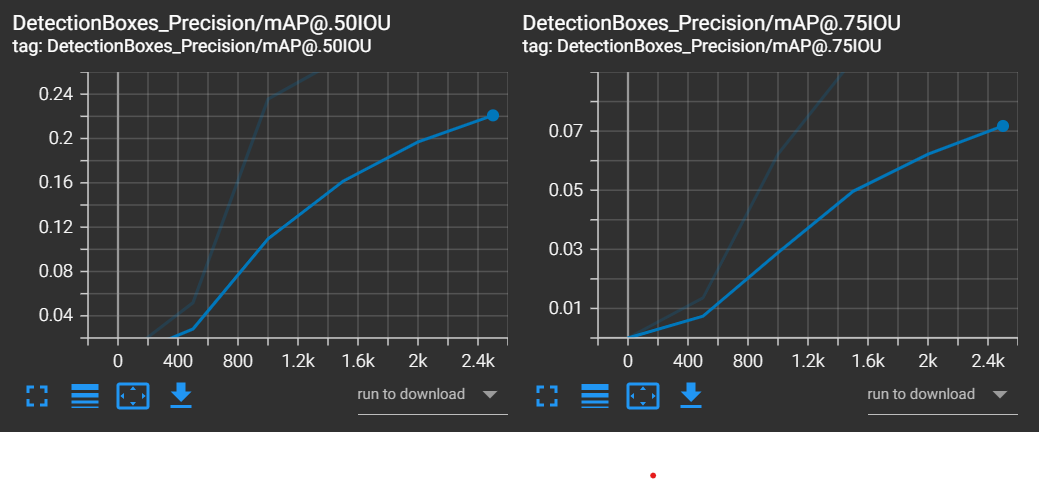 DetectionBoxes_Precision/mAP@.50IOU
tag: DetectionBoxes_Precision/mAP@.50IOU
0.24
0.2
0.16
0.12
0.08
0.04
0 400 800 1.2k 1.6k 2k 2.4k
run to download
DetectionBoxes_Precision/mAP@.75IOU
tag: DetectionBoxes_Precision/mAP@.75IOU
0.07
0.05
0.03
0.01
0 400 800 1.2k 1.6k 2k 2.4k
run to download